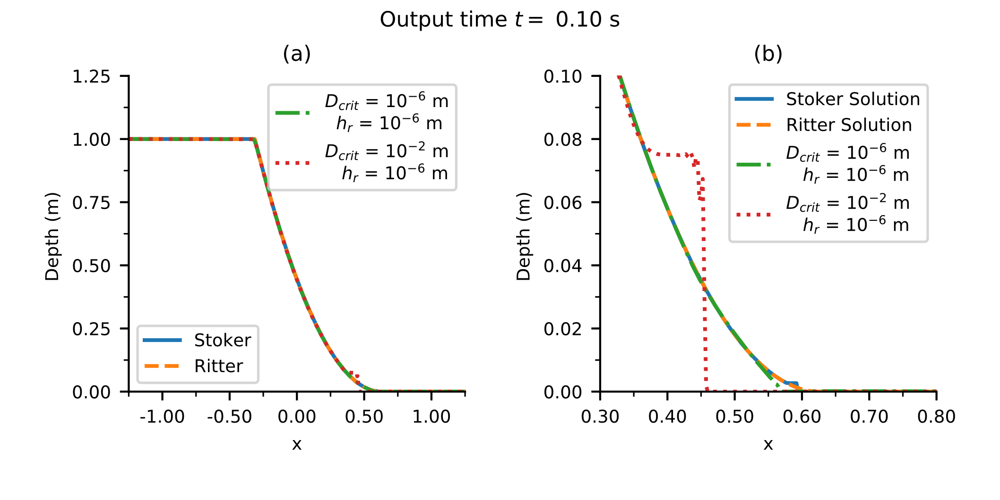 Output time t = 0.10 s
(a)
1.25
1.00
0.75
0.50
0.25
0.00
Depth (m)
-1.00 -0.50 0.00 0.50 1.00
x
D_crit = 10⁻⁶ m
h_r = 10⁻⁶ m
D_crit = 10⁻² m
h_r = 10⁻⁶ m
Stoker
Ritter
(b)
0.10
0.08
0.06
0.04
0.02
0.00
Depth (m)
0.30 0.40 0.50 0.60 0.70 0.80
x
Stoker Solution
Ritter Solution
D_crit = 10⁻⁶ m
h_r = 10⁻⁶ m
D_crit = 10⁻² m
h_r = 10⁻⁶ m